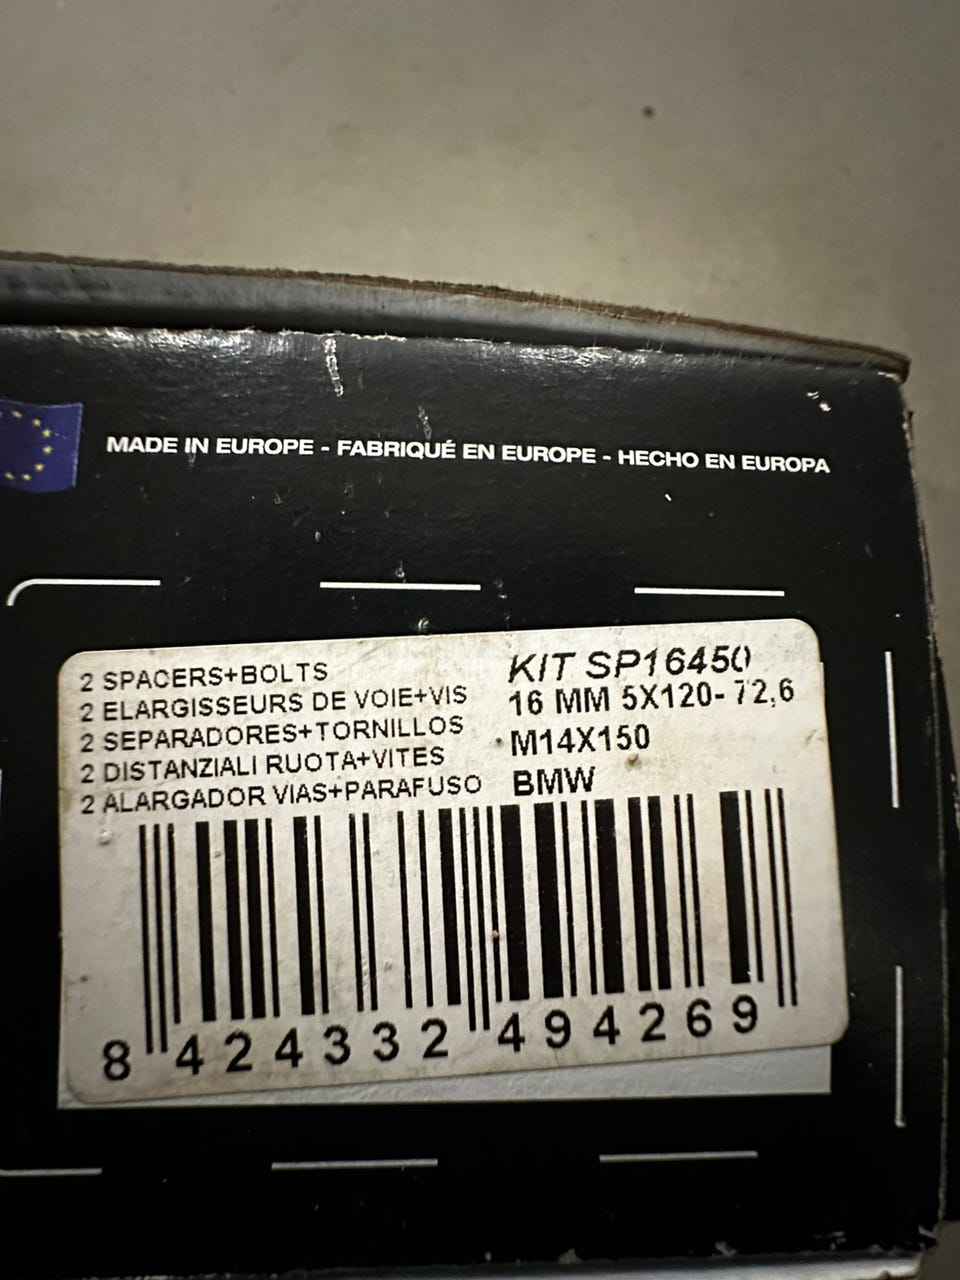 MADE IN EUROPE - FABRIQUÉ EN EUROPE - HECHO EN EUROPA
2 SPACERS+BOLTS
2 ELARGISSEURS DE VOIE+VIS
2 SEPARADORES+TORNILLOS
2 DISTANZIALI RUOTA+VITES
2 ALARGADOR VIAS+PARAFUSO
KIT SP16450
16 MM 5X120- 72,6
M14X150
BMW
8 424332 494269